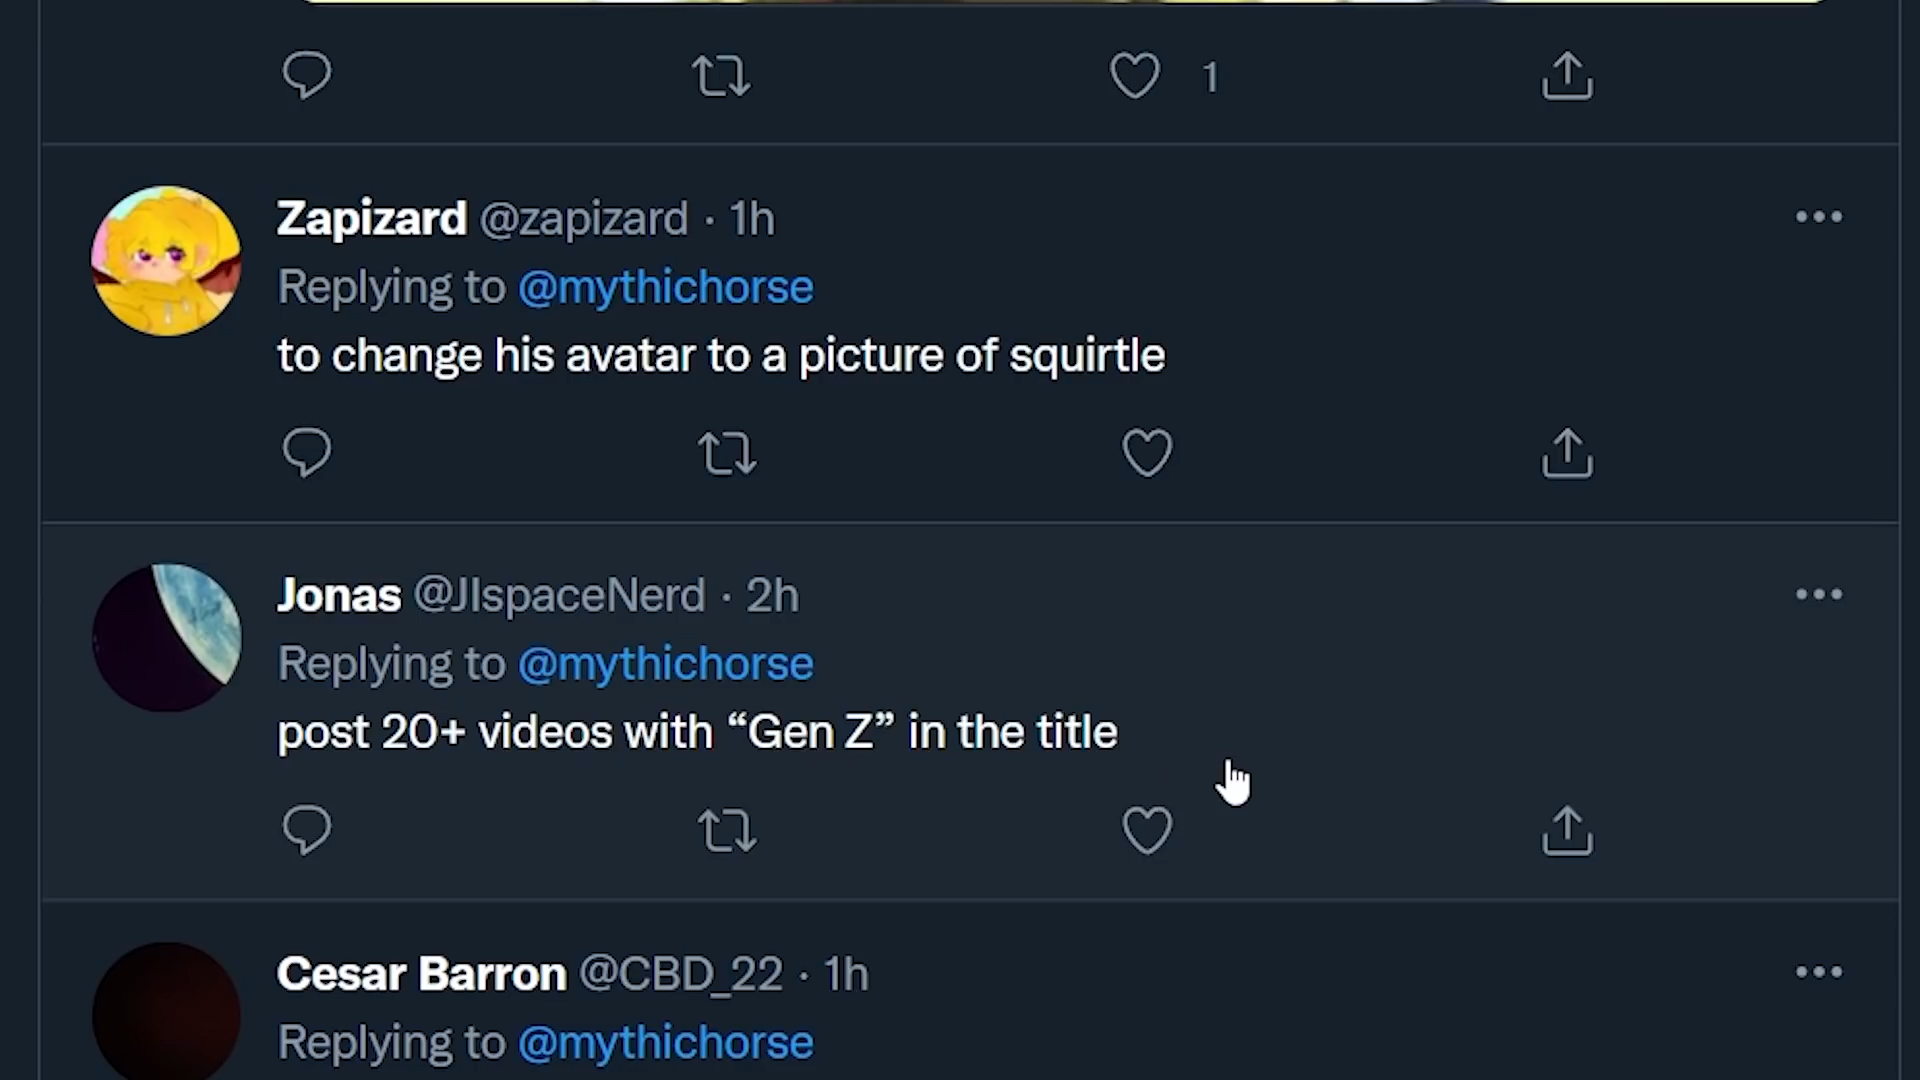 1
Zapizard @zapizard · 1h
Replying to @mythichorse
to change his avatar to a picture of squirtle
Jonas @JIspaceNerd · 2h
Replying to @mythichorse
post 20+ videos with “Gen Z” in the title
Cesar Barron @CBD_22 · 1h
Replying to @mythichorse